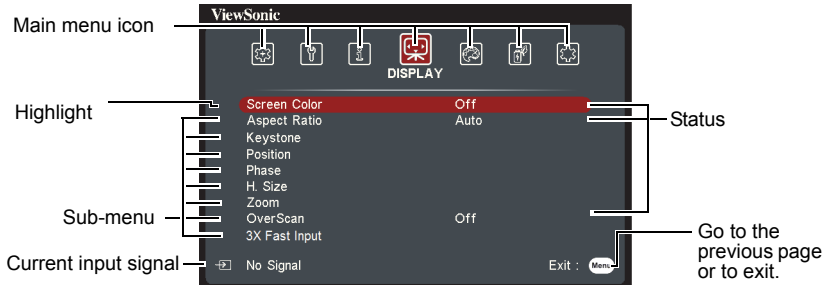 ViewSonic
Main menu icon
DISPLAY
Highlight
Screen Color Off
Aspect Ratio Auto
Status
Keystone
Position
Phase
H. Size
Zoom
Sub-menu
OverScan Off
3X Fast Input
Go to the
previous page
or to exit.
Current input signal
No Signal
Exit : Menu